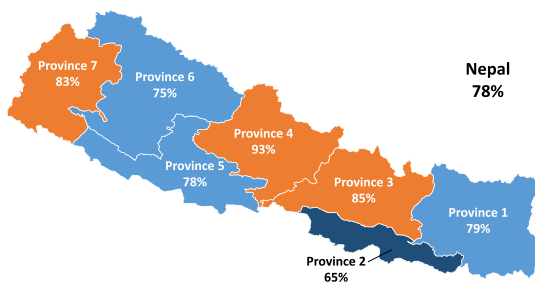 Province 7
83%
Province 6
75%
Nepal
78%
Province 4
93%
Province 5
78%
Province 3
85%
Province 1
79%
Province 2
65%